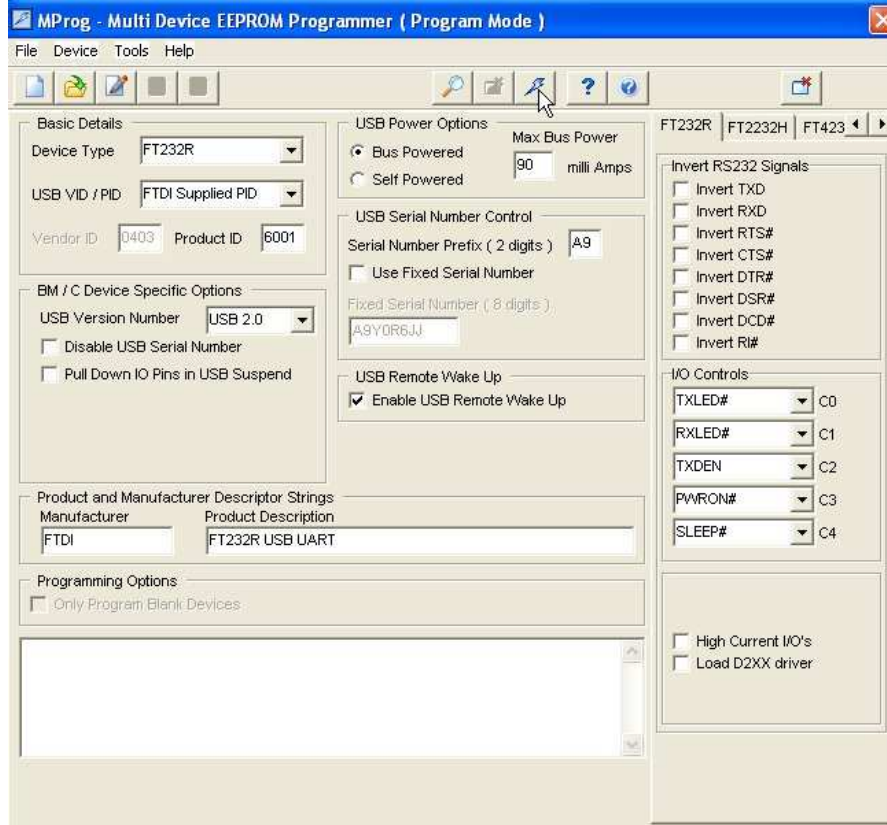 MProg - Multi Device EEPROM Programmer ( Program Mode )
File Device Tools Help
Basic Details
Device Type FT232R
USB VID / PID FTDI Supplied PID
Vendor ID 0403 Product ID 6001
BM / C Device Specific Options
USB Version Number USB 2.0
Disable USB Serial Number
Pull Down IO Pins in USB Suspend
USB Power Options
Bus Powered
Self Powered
Max Bus Power
90 milli Amps
USB Serial Number Control
Serial Number Prefix ( 2 digits ) A9
Use Fixed Serial Number
Fixed Serial Number ( 8 digits )
A9Y0R6JJ
USB Remote Wake Up
Enable USB Remote Wake Up
Product and Manufacturer Descriptor Strings
Manufacturer Product Description
FTDI FT232R USB UART
Programming Options
Only Program Blank Devices
FT232R FT2232H FT423
Invert RS232 Signals
Invert TXD
Invert RXD
Invert RTS#
Invert CTS#
Invert DTR#
Invert DSR#
Invert DCD#
Invert RI#
I/O Controls
TXLED# C0
RXLED# C1
TXDEN C2
PWRON# C3
SLEEP# C4
High Current I/O's
Load D2XX driver